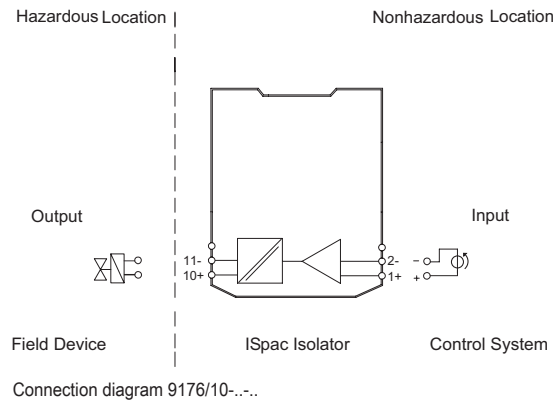 Hazardous Location
Nonhazardous Location
Output
Input
11-
10+
2-
1+
-
+
Field Device
ISpac Isolator
Control System
Connection diagram 9176/10-..-..